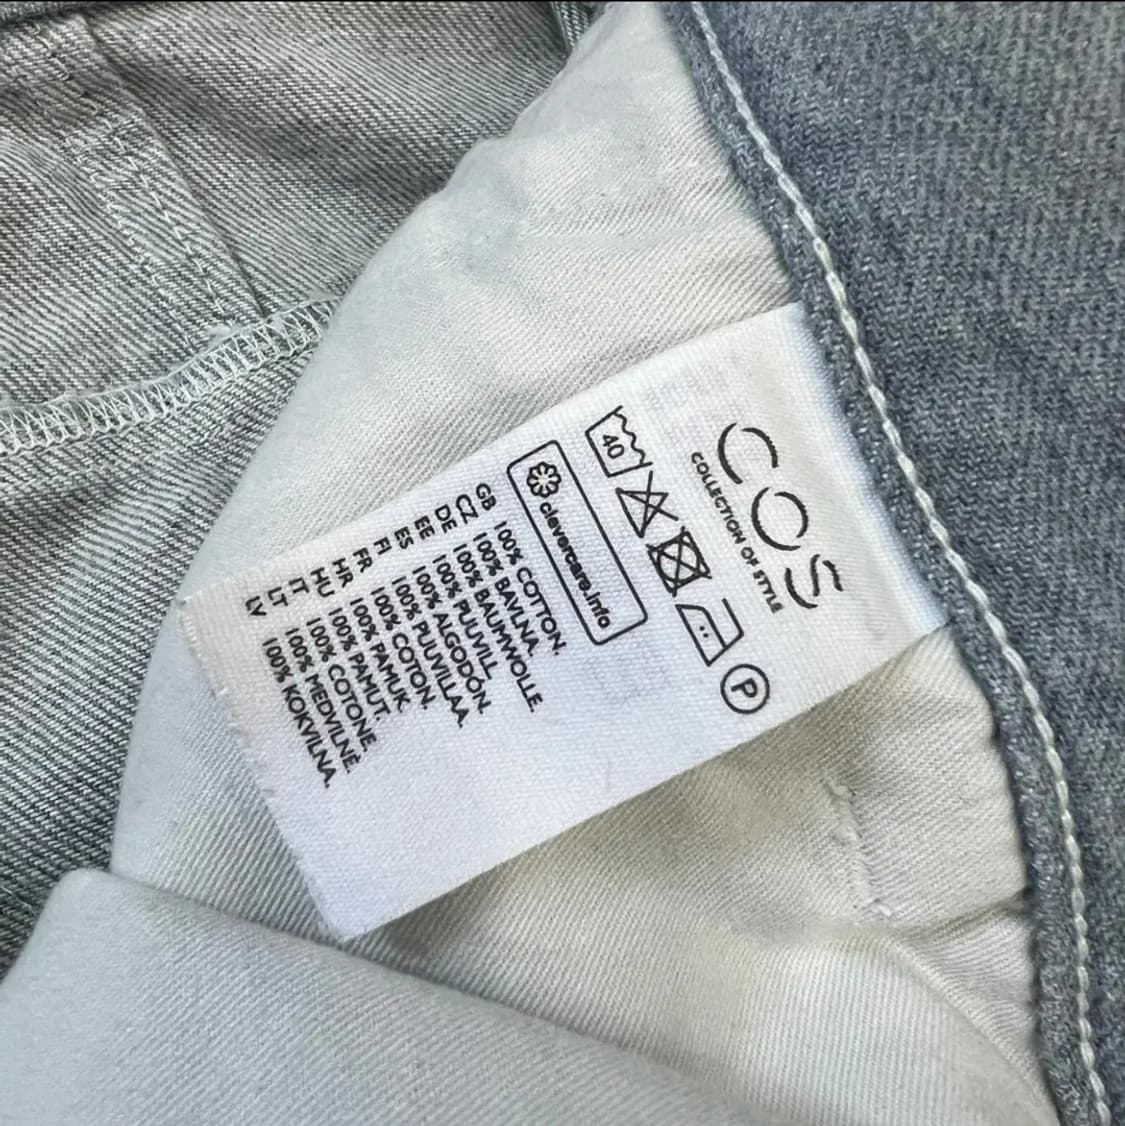 COS
COLLECTION OF STYLE
40
P
clevercare.info
GB 100% COTTON.
CZ 100% BAVLNA.
DE 100% BAUMWOLLE.
EE 100% PUUVILL.
ES 100% ALGODÓN.
FI 100% PUUVILLAA.
FR 100% COTON.
HR 100% PAMUK.
HU 100% PAMUT.
IT 100% COTONE.
LT 100% MEDVILNĖ.
LV 100% KOKVILNA.